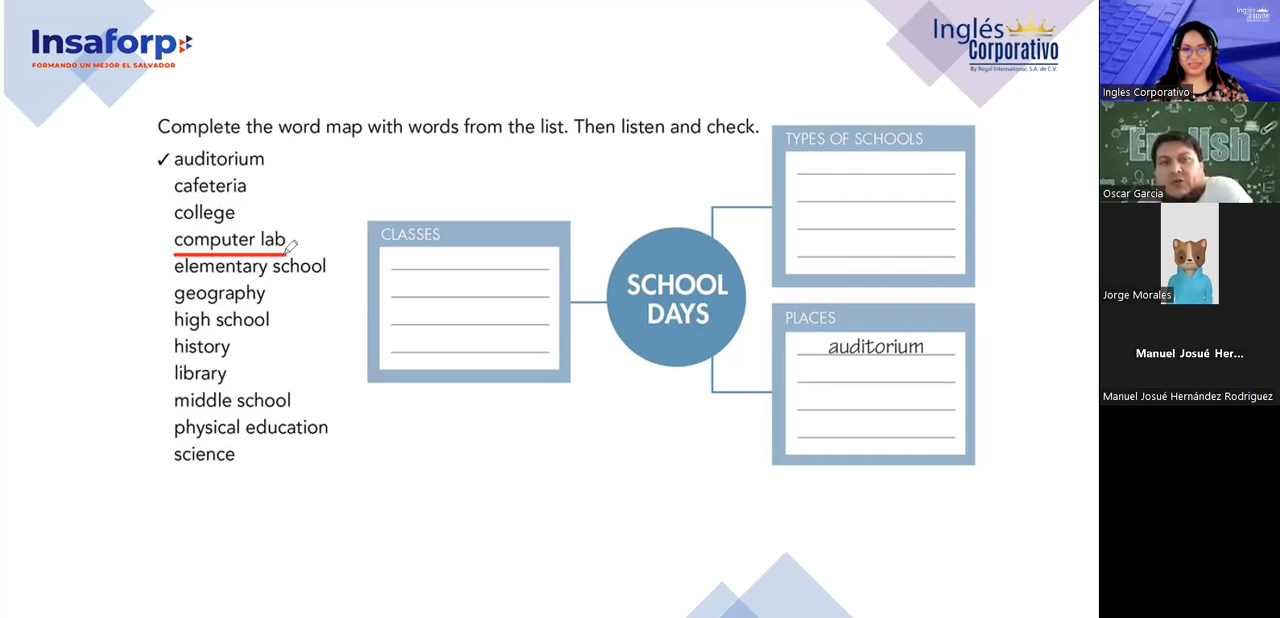 Insaforp
FORMANDO UN MEJOR EL SALVADOR
Inglés
Corporativo
By Regal International, S.A. de C.V.
Complete the word map with words from the list. Then listen and check.
✓ auditorium
cafeteria
college
computer lab
elementary school
geography
high school
history
library
middle school
physical education
science
CLASSES
SCHOOL
DAYS
TYPES OF SCHOOLS
PLACES
auditorium
Inglés
Corporativo
Ingles Corporativo
English
Oscar Garcia
Jorge Morales
Manuel Josué Her...
Manuel Josué Hernández Rodriguez